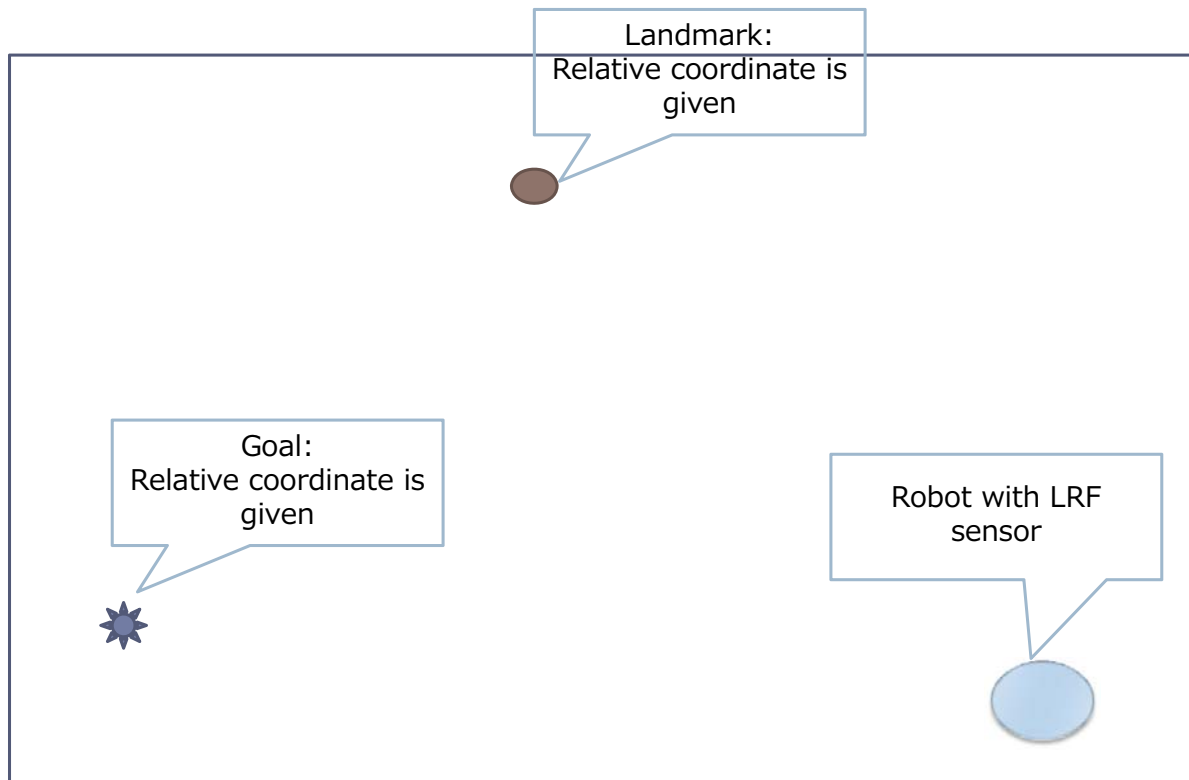 Landmark:
Relative coordinate is
given
Goal:
Relative coordinate is
given
Robot with LRF
sensor